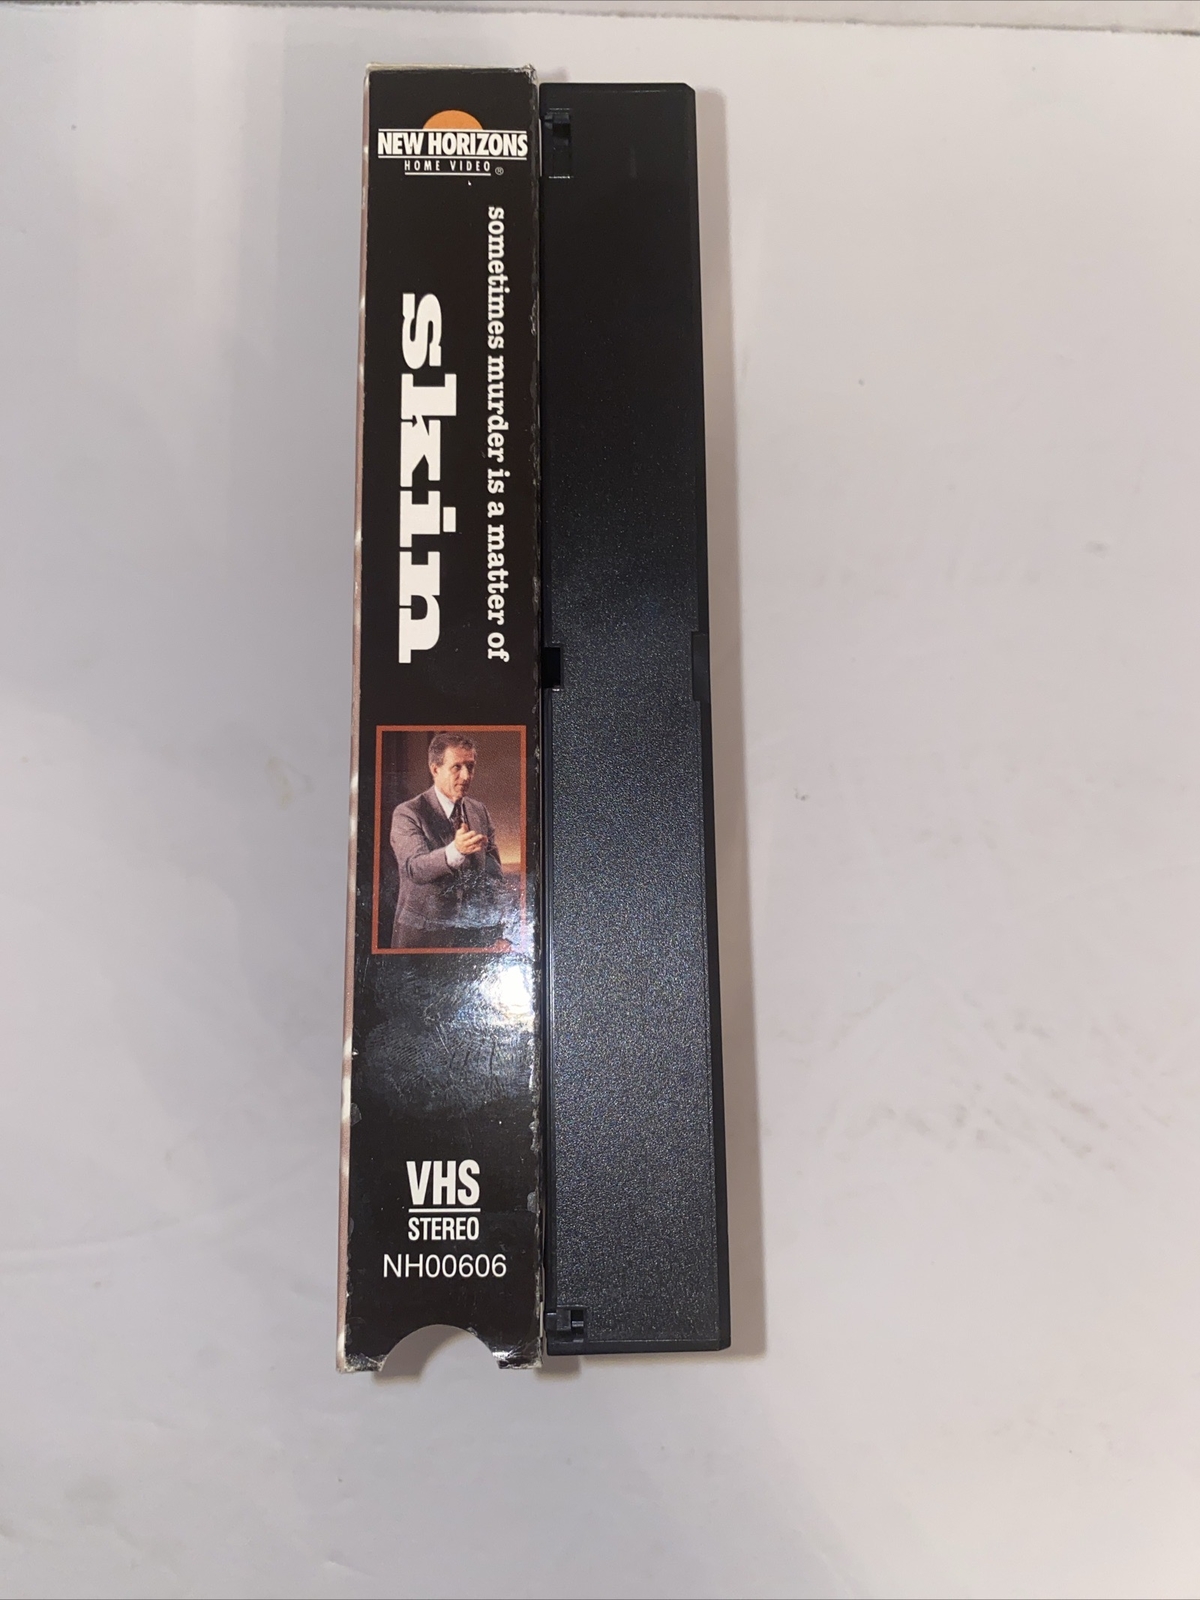 NEW HORIZONS
HOME VIDEO ®
sometimes murder is a matter of
skin
VHS
STEREO
NH00606